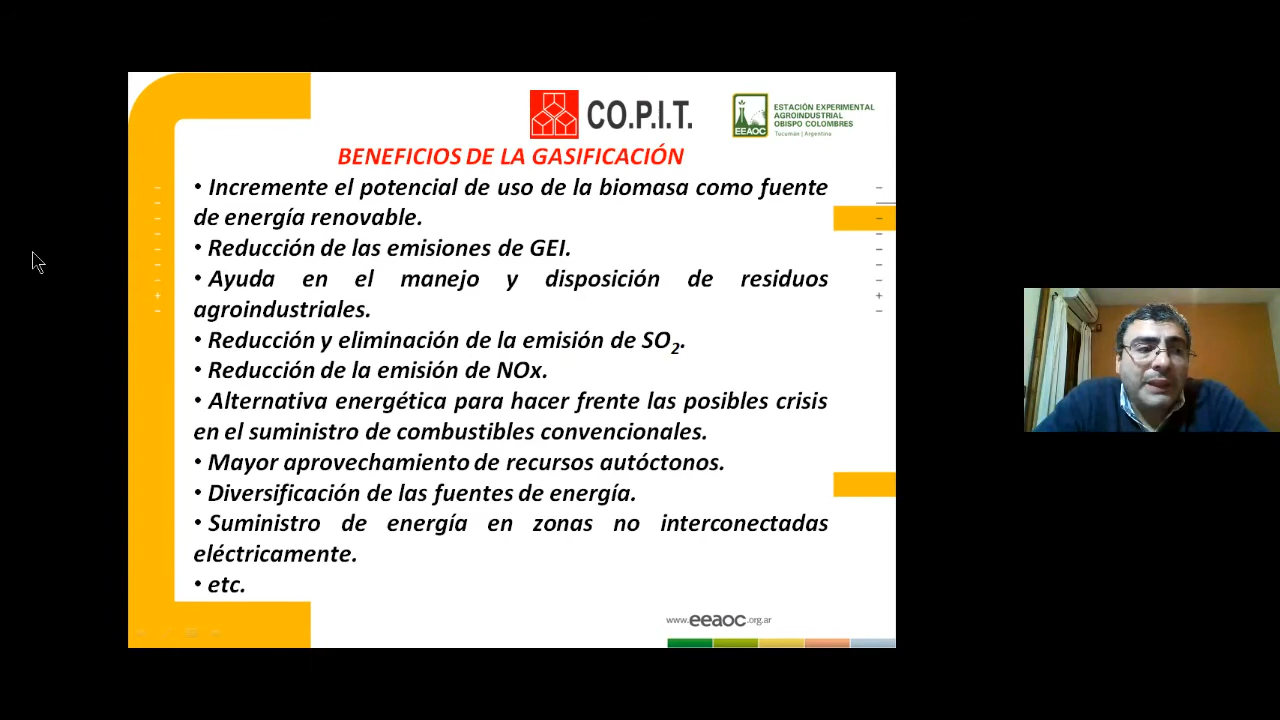 CO.P.I.T.
ESTACIÓN EXPERIMENTAL
AGROINDUSTRIAL
OBISPO COLOMBRES
Tucumán | Argentina
EEAOC
BENEFICIOS DE LA GASIFICACIÓN
• Incremente el potencial de uso de la biomasa como fuente
de energía renovable.
• Reducción de las emisiones de GEI.
• Ayuda en el manejo y disposición de residuos
agroindustriales.
• Reducción y eliminación de la emisión de SO2.
• Reducción de la emisión de NOx.
• Alternativa energética para hacer frente las posibles crisis
en el suministro de combustibles convencionales.
• Mayor aprovechamiento de recursos autóctonos.
• Diversificación de las fuentes de energía.
• Suministro de energía en zonas no interconectadas
eléctricamente.
• etc.
www.eeaoc.org.ar